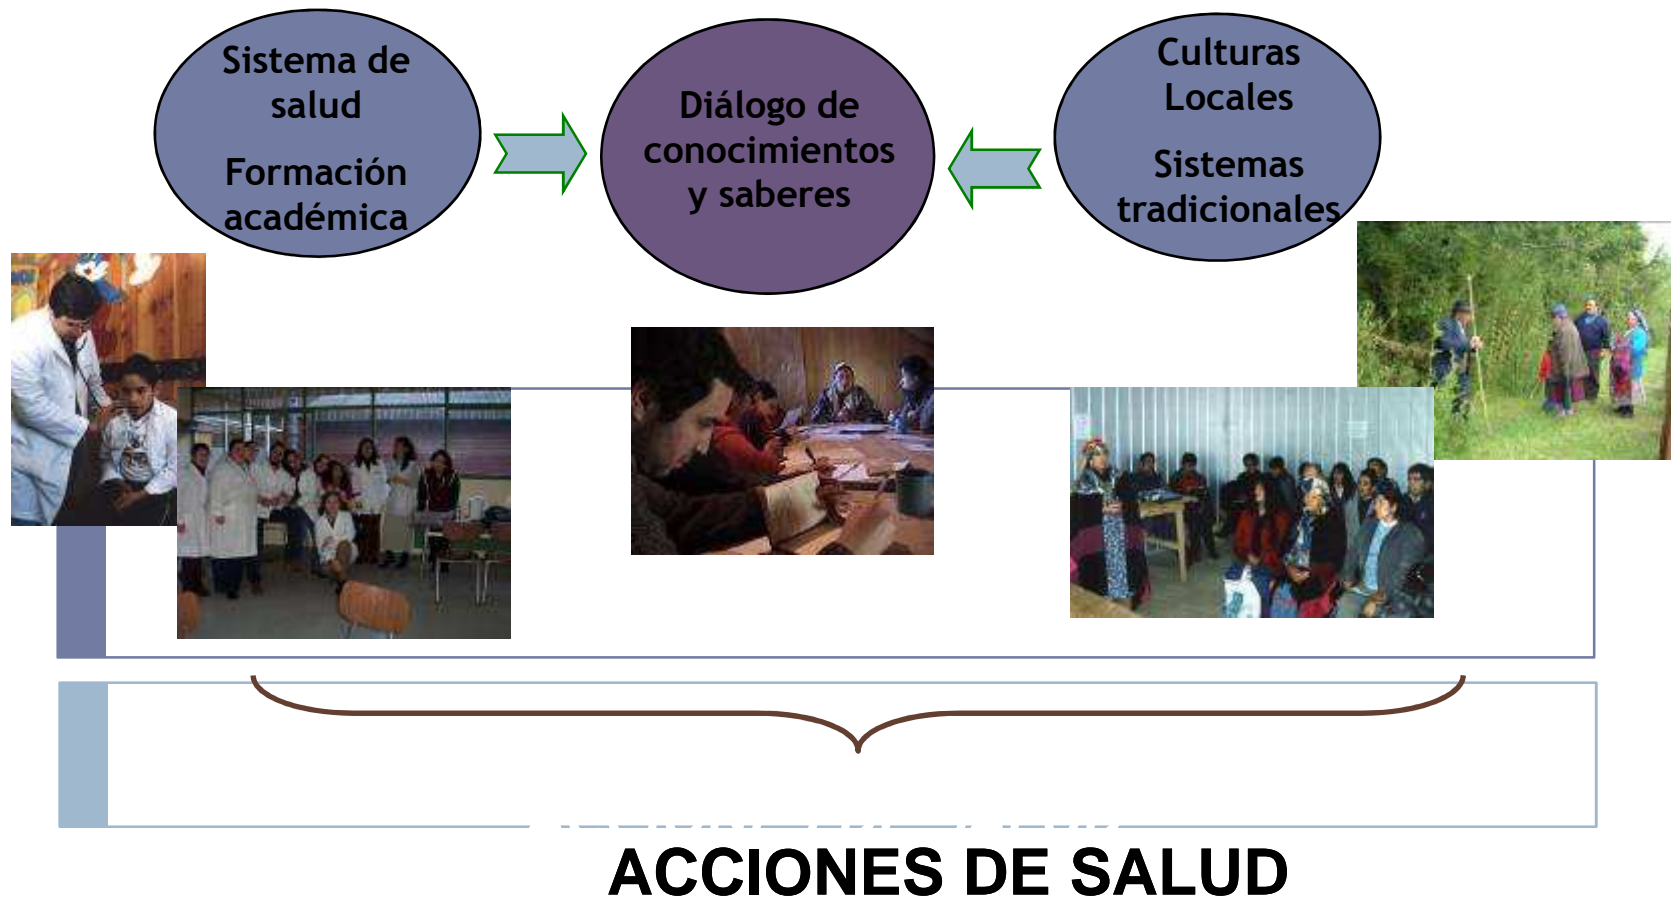 Sistema de
salud
Formación
académica
Diálogo de
conocimientos
y saberes
Culturas
Locales
Sistemas
tradicionales
ACCIONES DE SALUD